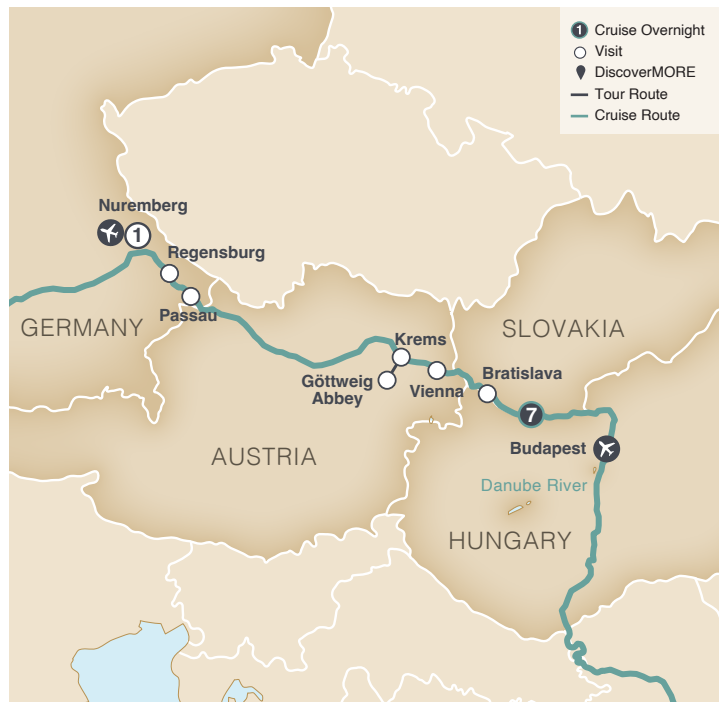 1 Cruise Overnight
Visit
DiscoverMORE
Tour Route
Cruise Route
Nuremberg
1
Regensburg
Passau
GERMANY
Krems
Göttweig
Abbey
Vienna
SLOVAKIA
Bratislava
7
AUSTRIA
Budapest
Danube River
HUNGARY